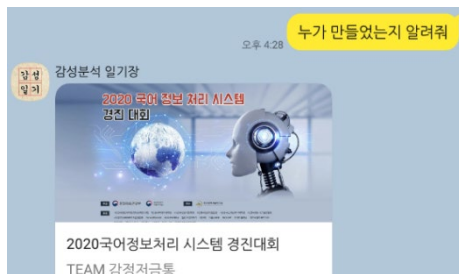 누가 만들었는지 알려줘
오후 4:28
감성
일기
감성분석 일기장
2020 국어 정보 처리 시스템
경진 대회
2020국어정보처리 시스템 경진대회
TEAM 감정저금통